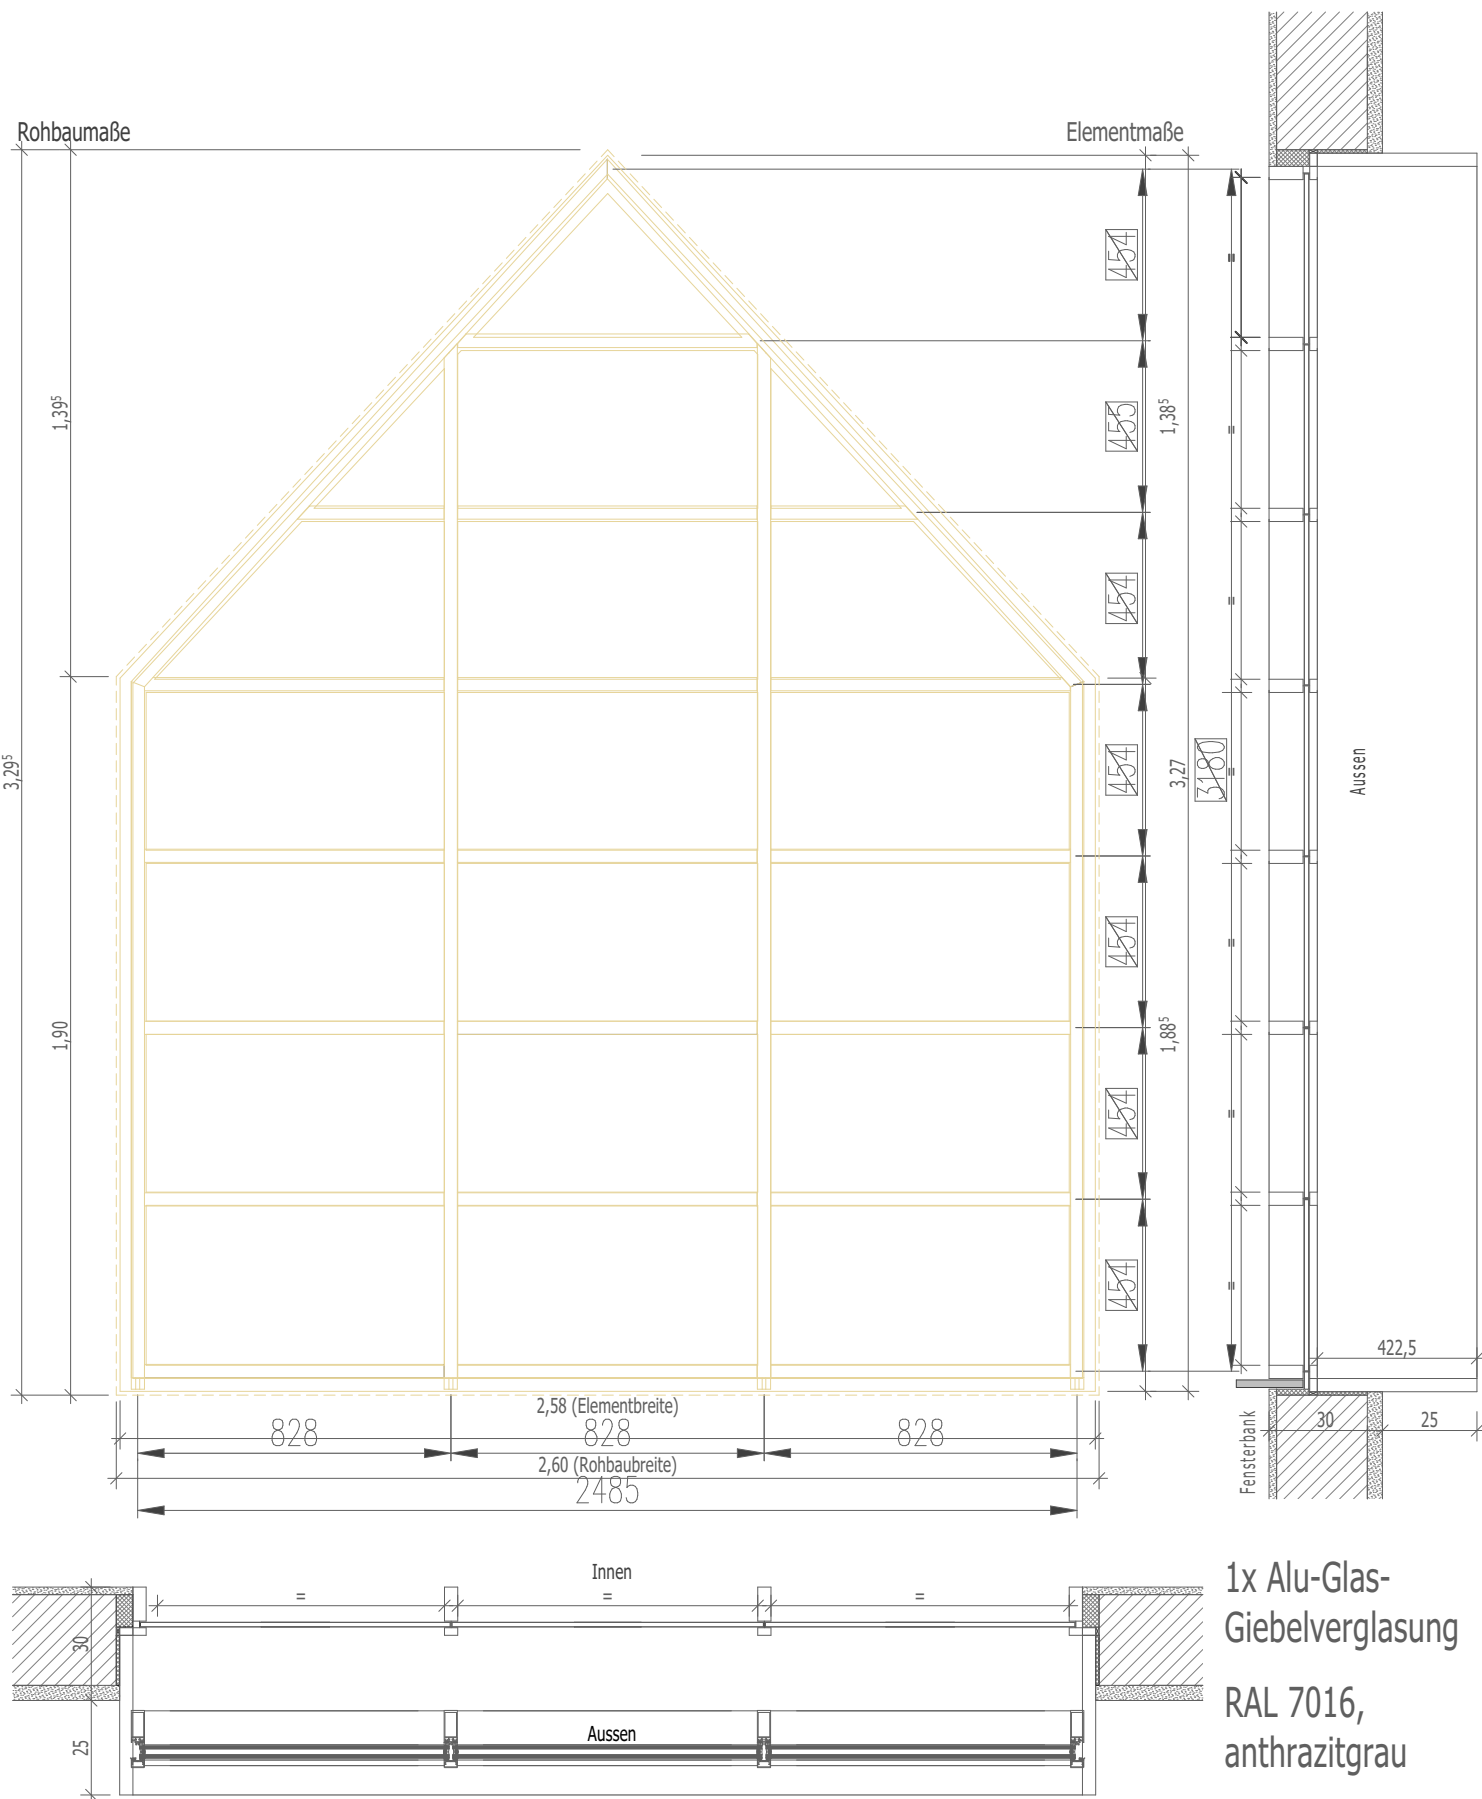 Rohbaumaße
Elementmaße
454
1,39⁵
455
1,38⁵
454
3,29⁵
454
3,27
3180
Aussen
454
1,90
1,88⁵
454
454
422,5
2,58 (Elementbreite)
828
828
828
30
25
2,60 (Rohbaubreite)
2485
Fensterbank
Innen
=
=
=
=
=
=
=
=
=
=
30
Aussen
25
1x Alu-Glas-
Giebelverglasung
RAL 7016,
anthrazitgrau